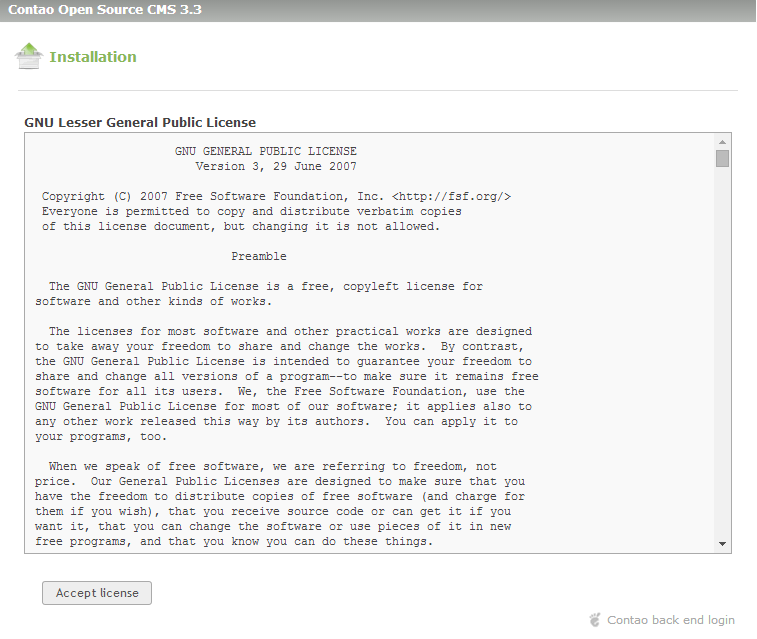 Contao Open Source CMS 3.3
Installation
GNU Lesser General Public License
GNU GENERAL PUBLIC LICENSE
Version 3, 29 June 2007
Copyright (C) 2007 Free Software Foundation, Inc. <http://fsf.org/>
Everyone is permitted to copy and distribute verbatim copies
of this license document, but changing it is not allowed.
Preamble
The GNU General Public License is a free, copyleft license for
software and other kinds of works.
The licenses for most software and other practical works are designed
to take away your freedom to share and change the works.  By contrast,
the GNU General Public License is intended to guarantee your freedom to
share and change all versions of a program--to make sure it remains free
software for all its users.  We, the Free Software Foundation, use the
GNU General Public License for most of our software; it applies also to
any other work released this way by its authors.  You can apply it to
your programs, too.
When we speak of free software, we are referring to freedom, not
price.  Our General Public Licenses are designed to make sure that you
have the freedom to distribute copies of free software (and charge for
them if you wish), that you receive source code or can get it if you
want it, that you can change the software or use pieces of it in new
free programs, and that you know you can do these things.
Accept license
Contao back end login